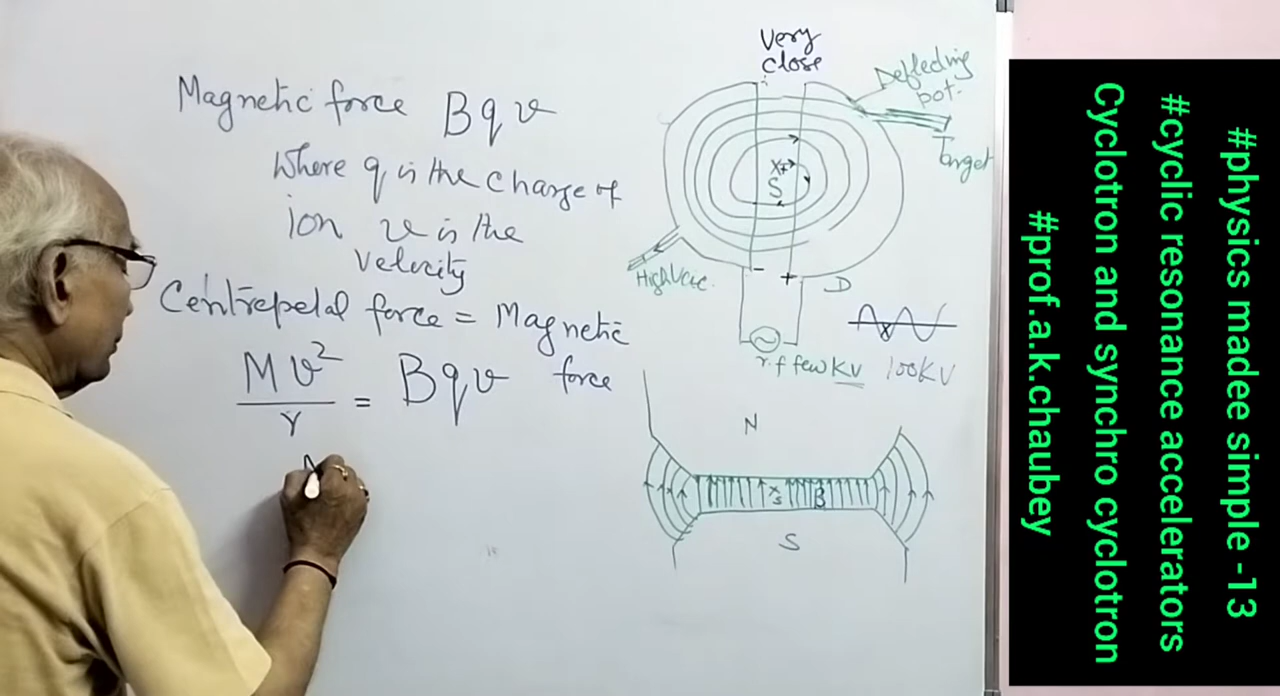 Magnetic force Bqv
Where q is the charge of
ion v is the
velocity
Centrepetal force = Magnetic
force
Mv²
r
= Bqv
Very
close
Deflecting
pot.
Target
X
S
High Vac.
- +
D
r.f few KV
100KV
N
X
S
B
S
#physics madee simple -13
#cyclic resonance accelerators
Cyclotron and synchro cyclotron
#prof.a.k.chaubey